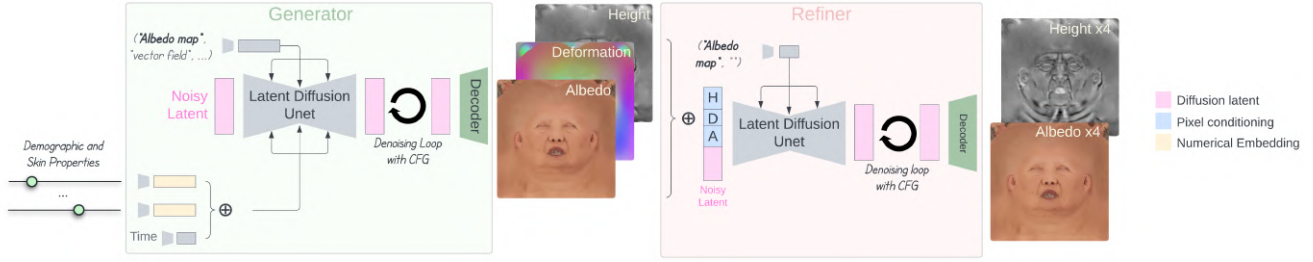 Generator
("Albedo map",
"vector field", ...)
Noisy
Latent
Latent Diffusion
Unet
Denoising Loop
with CFG
Decoder
Demographic and
Skin Properties
...
Time
Height
Deformation
Albedo
Refiner
("Albedo
map", "")
H
D
A
Noisy
Latent
Latent Diffusion
Unet
Denoising loop
with CFG
Decoder
Height x4
Albedo x4
Diffusion latent
Pixel conditioning
Numerical Embedding